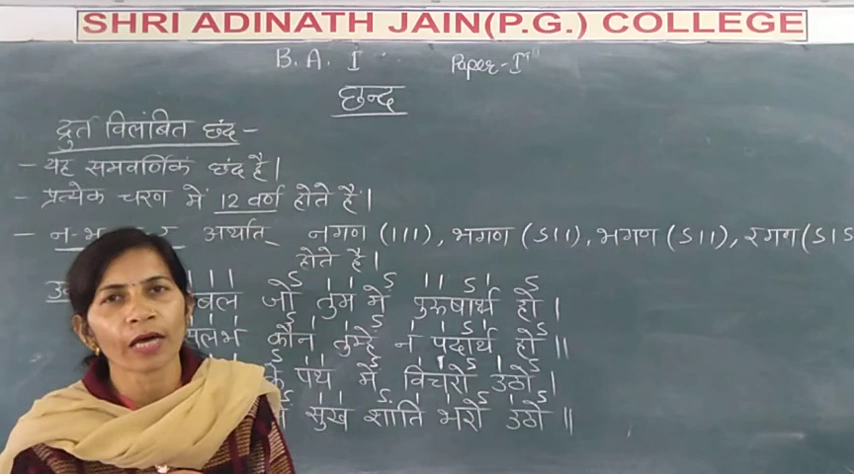 SHRI ADINATH JAIN(P.G.) COLLEGE
B. A. I Paper-I
छन्द
द्रुत विलंबित छंद-
- यह समवर्णिक छंद है।
- प्रत्येक चरण में 12 वर्ण होते है।
- न-भ र अर्थात् नगण (।।।), भगण (ऽ।।), भगण (ऽ।।), रगण (ऽ।ऽ
होते है।
। । । ऽ । । ऽ । । ऽ । ऽ
जो तुम में पुरुषार्थ हो।
कौन तुम्हे न पदार्थ हो॥
के पथ में विचरो उठो।
सुख शांति भरो उठो॥